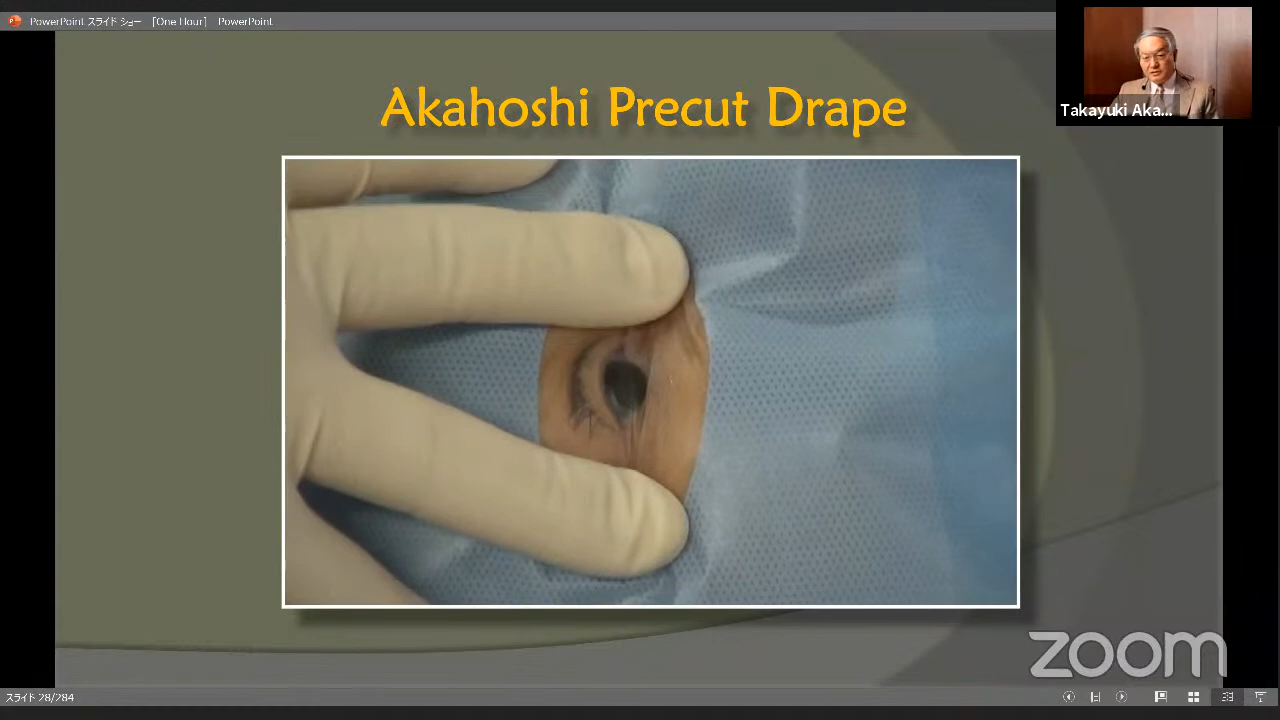 PowerPoint スライド ショー - [One Hour] - PowerPoint
Takayuki Aka...
Akahoshi Precut Drape
zoom
スライド 28/284